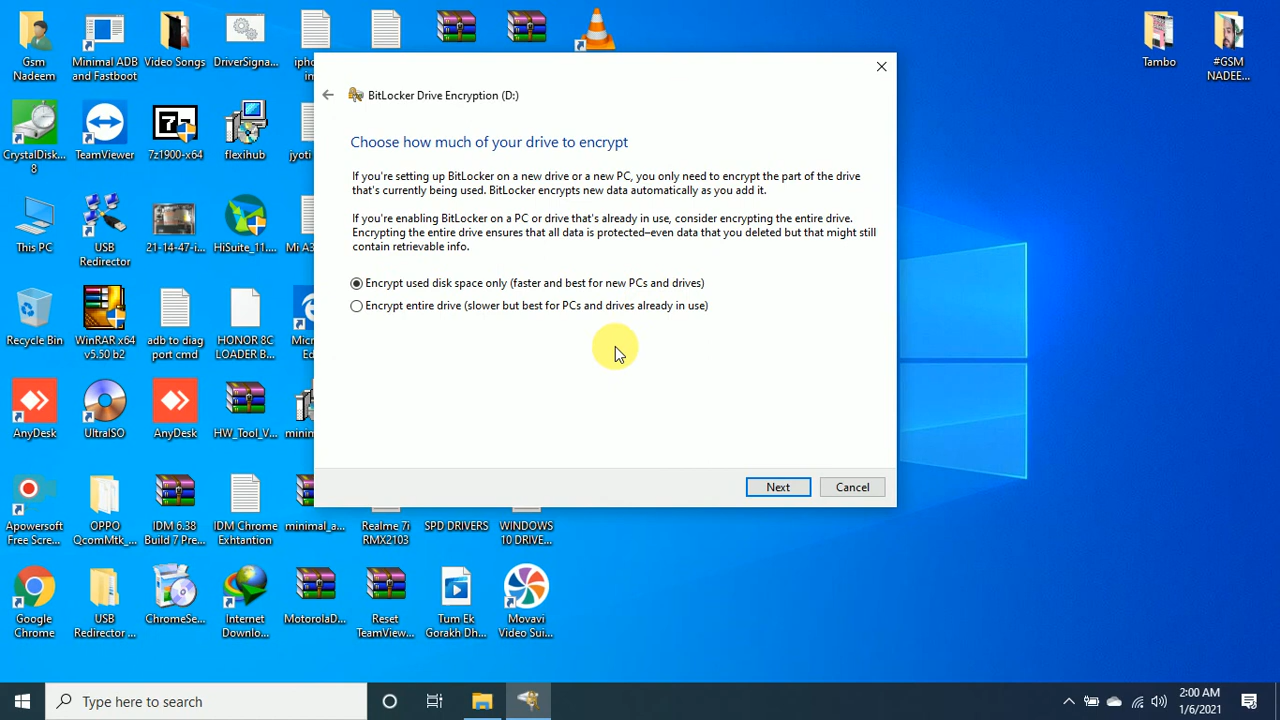 Gsm
Nadeem
Minimal ADB
and Fastboot
Video Songs
DriverSigna...
Tambo
#GSM
NADEE...
BitLocker Drive Encryption (D:)
Choose how much of your drive to encrypt
If you're setting up BitLocker on a new drive or a new PC, you only need to encrypt the part of the drive
that's currently being used. BitLocker encrypts new data automatically as you add it.
If you're enabling BitLocker on a PC or drive that's already in use, consider encrypting the entire drive.
Encrypting the entire drive ensures that all data is protected–even data that you deleted but that might still
contain retrievable info.
Encrypt used disk space only (faster and best for new PCs and drives)
Encrypt entire drive (slower but best for PCs and drives already in use)
Next
Cancel
CrystalDisk...
8
TeamViewer
7z1900-x64
flexihub
jyoti
This PC
USB
Redirector
21-14-47-i...
HiSuite_11....
Mi A3
Recycle Bin
WinRAR x64
v5.50 b2
adb to diag
port cmd
HONOR 8C
LOADER B...
AnyDesk
UltraISO
AnyDesk
HW_Tool_V...
Apowersoft
Free Scre...
OPPO
QcomMtk_...
IDM 6.38
Build 7 Pre...
IDM Chrome
Exhtantion
minimal_a...
Realme 7i
RMX2103
SPD DRIVERS
WINDOWS
10 DRIVE...
Google
Chrome
USB
Redirector ...
ChromeSe...
Internet
Downlo...
MotorolaD...
Reset
TeamView...
Tum Ek
Gorakh Dh...
Movavi
Video Sui...
Type here to search
2:00 AM
1/6/2021